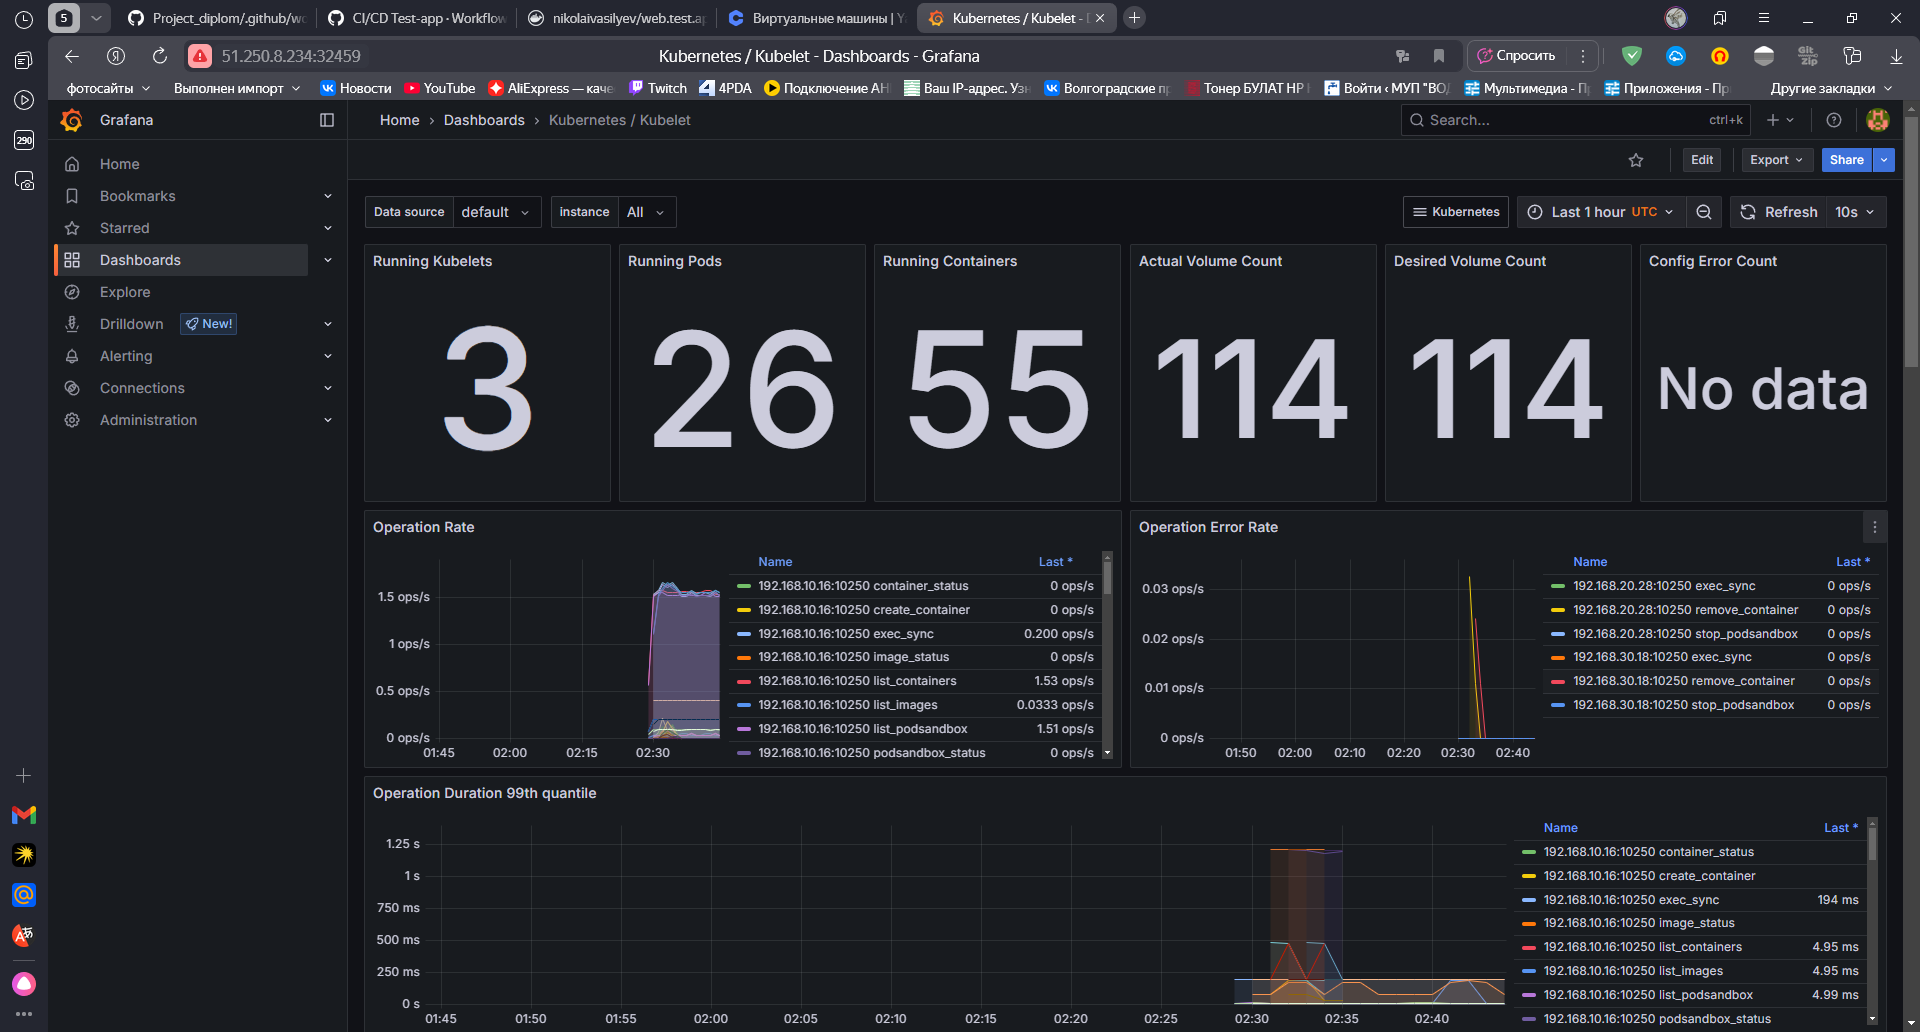 5
Project_diplom/.github/wo
CI/CD Test-app · Workflow
nikolaivasilyev/web.test.ap
Виртуальные машины | Y
Kubernetes / Kubelet - D
51.250.8.234:32459
Kubernetes / Kubelet - Dashboards - Grafana
Спросить
Git Zip
290
фотосайты
Выполнен импорт
Новости
YouTube
AliExpress — каче
Twitch
4PDA
Подключение АН
Ваш IP-адрес. Узн
Волгоградские пр
Тонер БУЛАТ HP
Войти ‹ МУП "ВОД
Мультимедиа - Пр
Приложения - Пр
Другие закладки
Grafana
Home › Dashboards › Kubernetes / Kubelet
Search...
ctrl+k
Edit
Export
Share
Home
Bookmarks
Starred
Dashboards
Explore
Drilldown
New!
Alerting
Connections
Administration
Data source
default
instance
All
Kubernetes
Last 1 hour UTC
Refresh
10s
Running Kubelets
3
Running Pods
26
Running Containers
55
Actual Volume Count
114
Desired Volume Count
114
Config Error Count
No data
Operation Rate
1.5 ops/s
1 ops/s
0.5 ops/s
0 ops/s
01:45
02:00
02:15
02:30
Name Last *
192.168.10.16:10250 container_status 0 ops/s
192.168.10.16:10250 create_container 0 ops/s
192.168.10.16:10250 exec_sync 0.200 ops/s
192.168.10.16:10250 image_status 0 ops/s
192.168.10.16:10250 list_containers 1.53 ops/s
192.168.10.16:10250 list_images 0.0333 ops/s
192.168.10.16:10250 list_podsandbox 1.51 ops/s
192.168.10.16:10250 podsandbox_status 0 ops/s
Operation Error Rate
0.03 ops/s
0.02 ops/s
0.01 ops/s
0 ops/s
01:50
02:00
02:10
02:20
02:30
02:40
Name Last *
192.168.20.28:10250 exec_sync 0 ops/s
192.168.20.28:10250 remove_container 0 ops/s
192.168.20.28:10250 stop_podsandbox 0 ops/s
192.168.30.18:10250 exec_sync 0 ops/s
192.168.30.18:10250 remove_container 0 ops/s
192.168.30.18:10250 stop_podsandbox 0 ops/s
Operation Duration 99th quantile
1.25 s
1 s
750 ms
500 ms
250 ms
0 s
01:45
01:50
01:55
02:00
02:05
02:10
02:15
02:20
02:25
02:30
02:35
02:40
Name Last *
192.168.10.16:10250 container_status
192.168.10.16:10250 create_container
192.168.10.16:10250 exec_sync 194 ms
192.168.10.16:10250 image_status
192.168.10.16:10250 list_containers 4.95 ms
192.168.10.16:10250 list_images 4.95 ms
192.168.10.16:10250 list_podsandbox 4.99 ms
192.168.10.16:10250 podsandbox_status